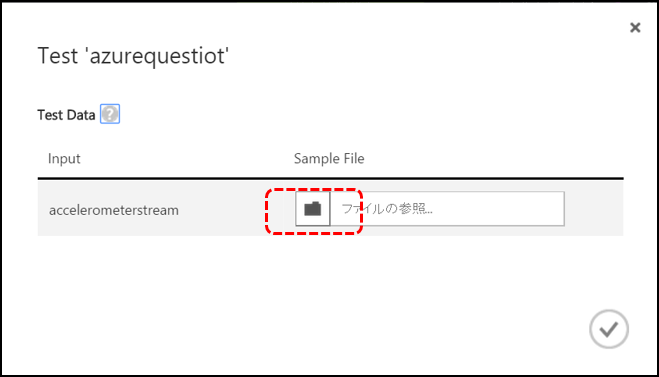 Test 'azurequestiot'
Test Data ?
Input Sample File
accelerometerstream ファイルの参照...